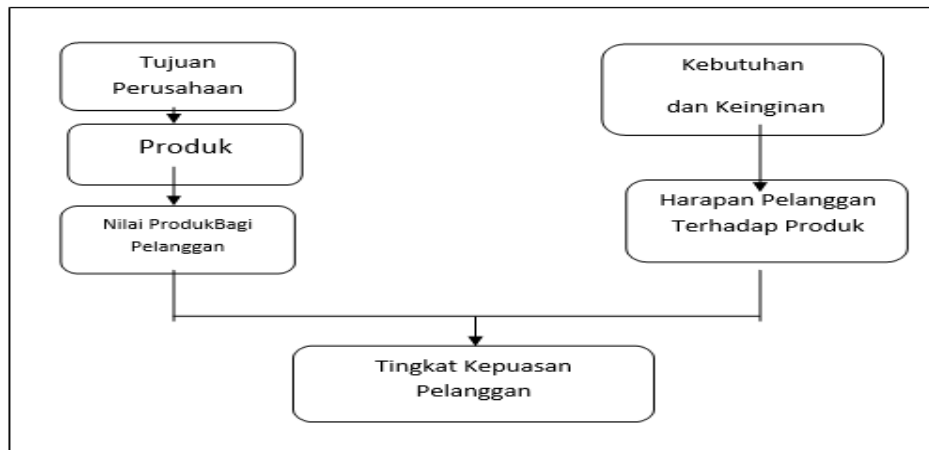 Tujuan
Perusahaan
Produk
Nilai ProdukBagi
Pelanggan
Kebutuhan
dan Keinginan
Harapan Pelanggan
Terhadap Produk
Tingkat Kepuasan
Pelanggan